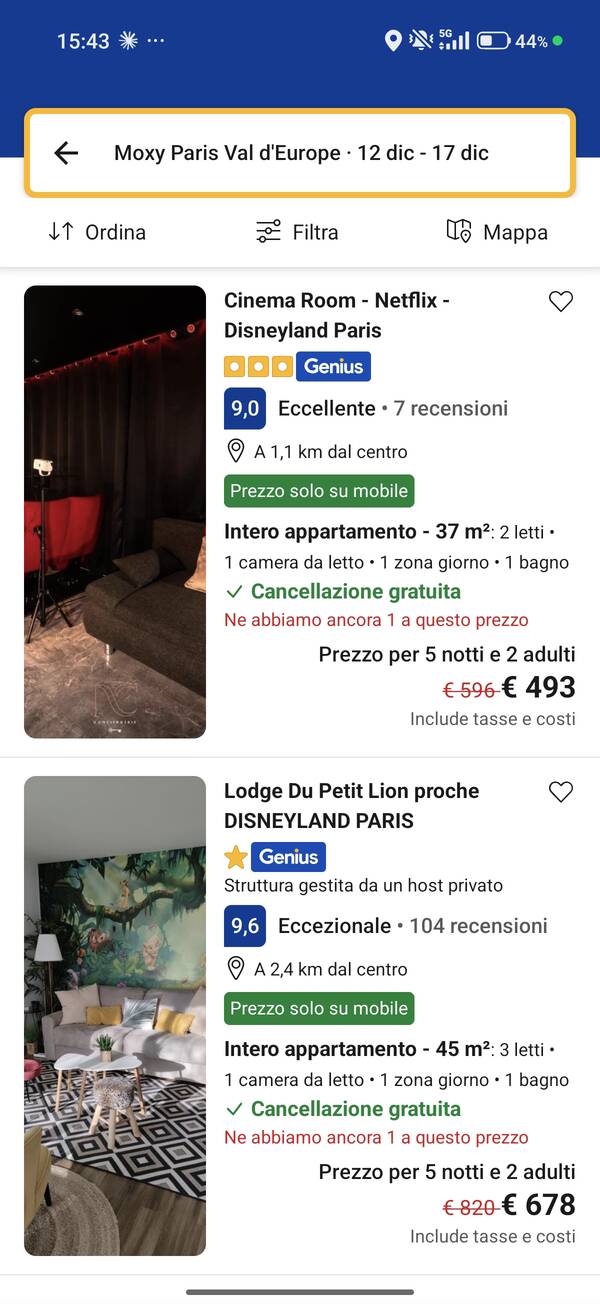 15:43
5G
44%
Moxy Paris Val d'Europe · 12 dic - 17 dic
Ordina
Filtra
Mappa
Cinema Room - Netflix -
Disneyland Paris
Genius
9,0 Eccellente • 7 recensioni
A 1,1 km dal centro
Prezzo solo su mobile
Intero appartamento - 37 m²: 2 letti •
1 camera da letto • 1 zona giorno • 1 bagno
Cancellazione gratuita
Ne abbiamo ancora 1 a questo prezzo
Prezzo per 5 notti e 2 adulti
€ 596 € 493
Include tasse e costi
Lodge Du Petit Lion proche
DISNEYLAND PARIS
Genius
Struttura gestita da un host privato
9,6 Eccezionale • 104 recensioni
A 2,4 km dal centro
Prezzo solo su mobile
Intero appartamento - 45 m²: 3 letti •
1 camera da letto • 1 zona giorno • 1 bagno
Cancellazione gratuita
Ne abbiamo ancora 1 a questo prezzo
Prezzo per 5 notti e 2 adulti
€ 820 € 678
Include tasse e costi